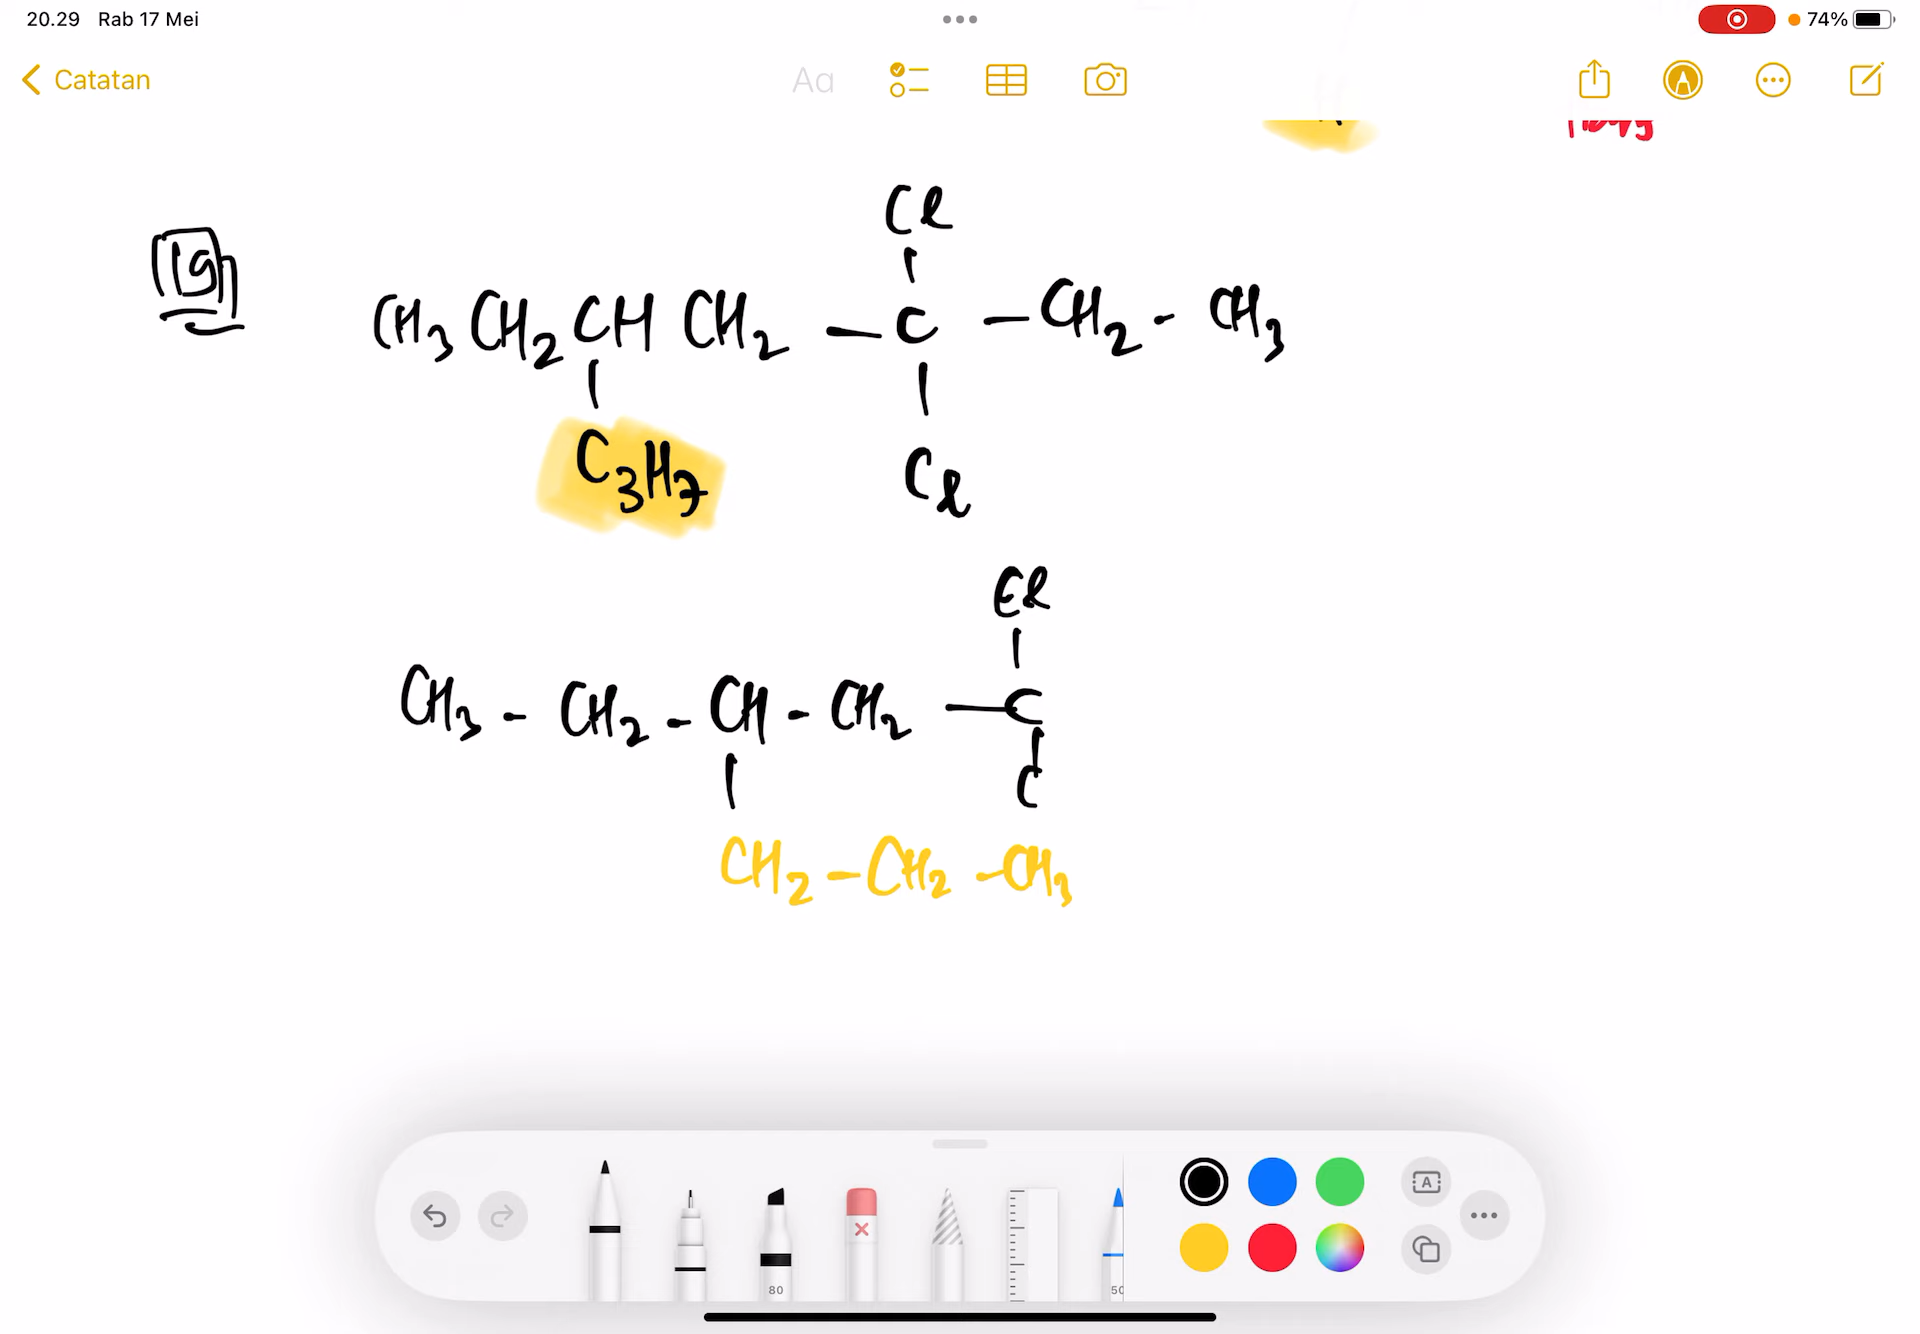 20.29 Rab 17 Mei
74%
Catatan
Aa
Cl
19
CH3 CH2 CH CH2 — C — CH2 - CH3
C3H7
Cl
Cl
CH3 - CH2 - CH - CH2 — C
C
CH2 - CH2 - CH3
A
80
50